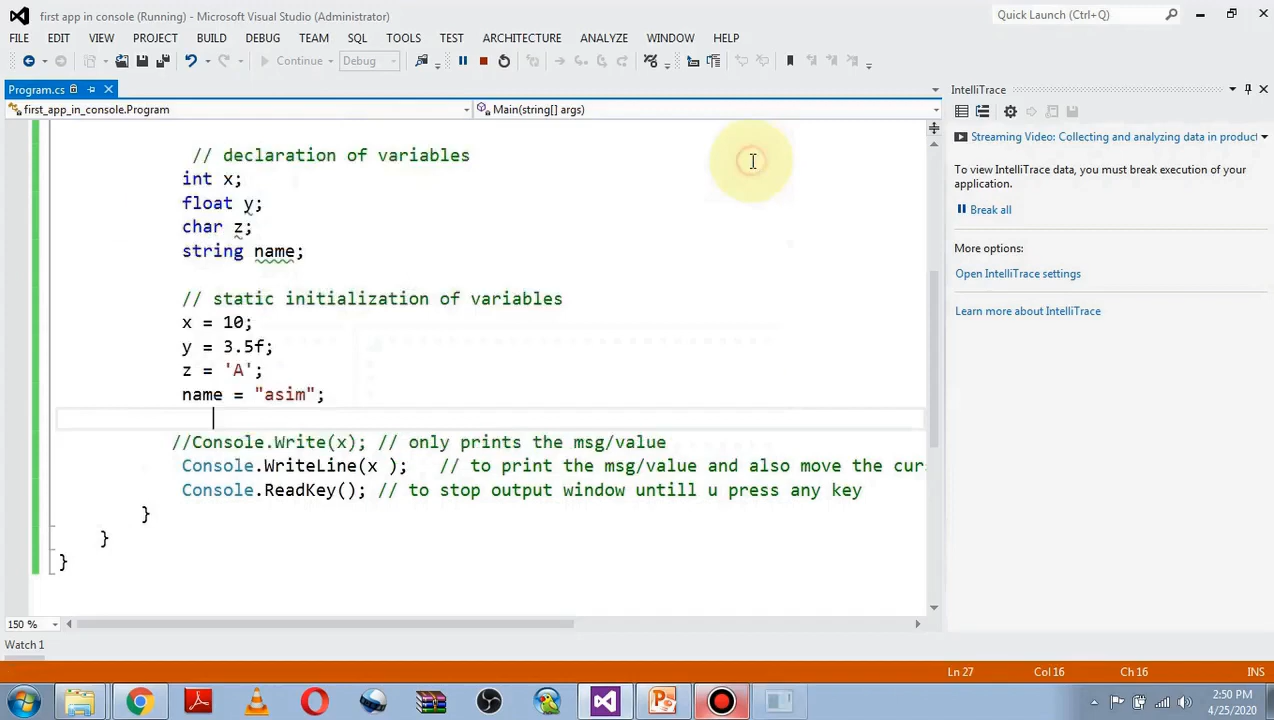 first app in console (Running) - Microsoft Visual Studio (Administrator)
Quick Launch (Ctrl+Q)
FILE EDIT VIEW PROJECT BUILD DEBUG TEAM SQL TOOLS TEST ARCHITECTURE ANALYZE WINDOW HELP
Continue Debug
Program.cs
IntelliTrace
first_app_in_console.Program
Main(string[] args)
Streaming Video: Collecting and analyzing data in product
To view IntelliTrace data, you must break execution of your
application.
Break all
More options:
Open IntelliTrace settings
Learn more about IntelliTrace
// declaration of variables
int x;
float y;
char z;
string name;
// static initialization of variables
x = 10;
y = 3.5f;
z = 'A';
name = "asim";
//Console.Write(x); // only prints the msg/value
Console.WriteLine(x ); // to print the msg/value and also move the cur
Console.ReadKey(); // to stop output window untill u press any key
}
}
}
150 %
Watch 1
Ln 27 Col 16 Ch 16 INS
2:50 PM
4/25/2020